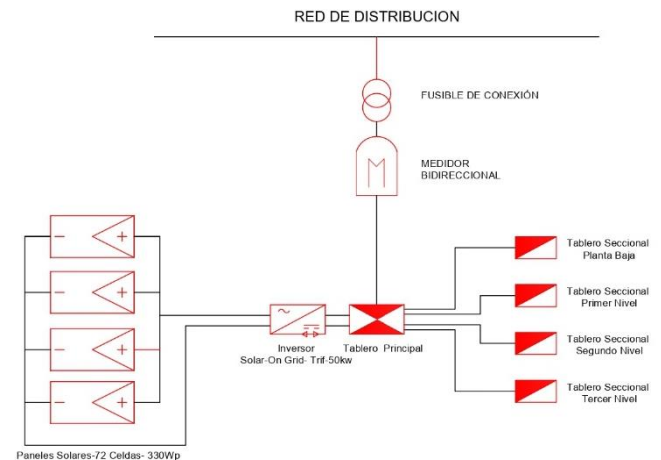 RED DE DISTRIBUCION
FUSIBLE DE CONEXIÓN
MEDIDOR
BIDIRECCIONAL
M
Tablero Seccional
Planta Baja
Tablero Seccional
Primer Nivel
Tablero Seccional
Segundo Nivel
Tablero Seccional
Tercer Nivel
Inversor
Solar-On Grid- Trif-50kw
Tablero Principal
Paneles Solares-72 Celdas- 330Wp